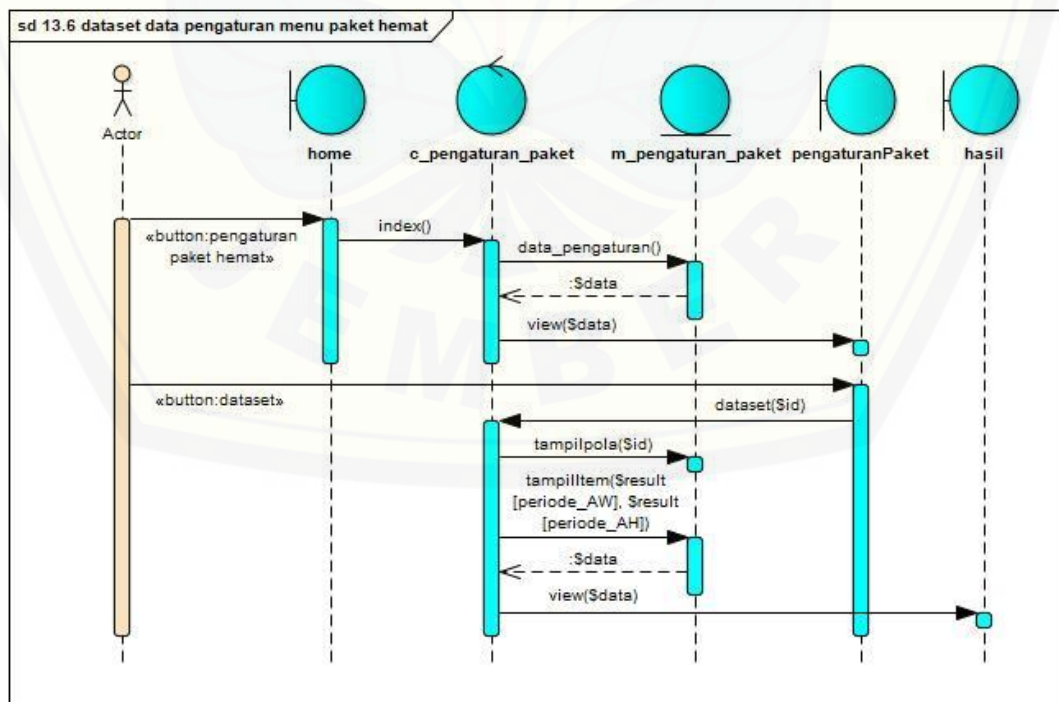 sd 13.6 dataset data pengaturan menu paket hemat
Actor
home
c_pengaturan_paket
m_pengaturan_paket
pengaturanPaket
hasil
«button:pengaturan
paket hemat»
index()
data_pengaturan()
:$data
view($data)
«button:dataset»
dataset($id)
tampilpola($id)
tampilItem($result
[periode_AW], $result
[periode_AH])
:$data
view($data)
EMBER